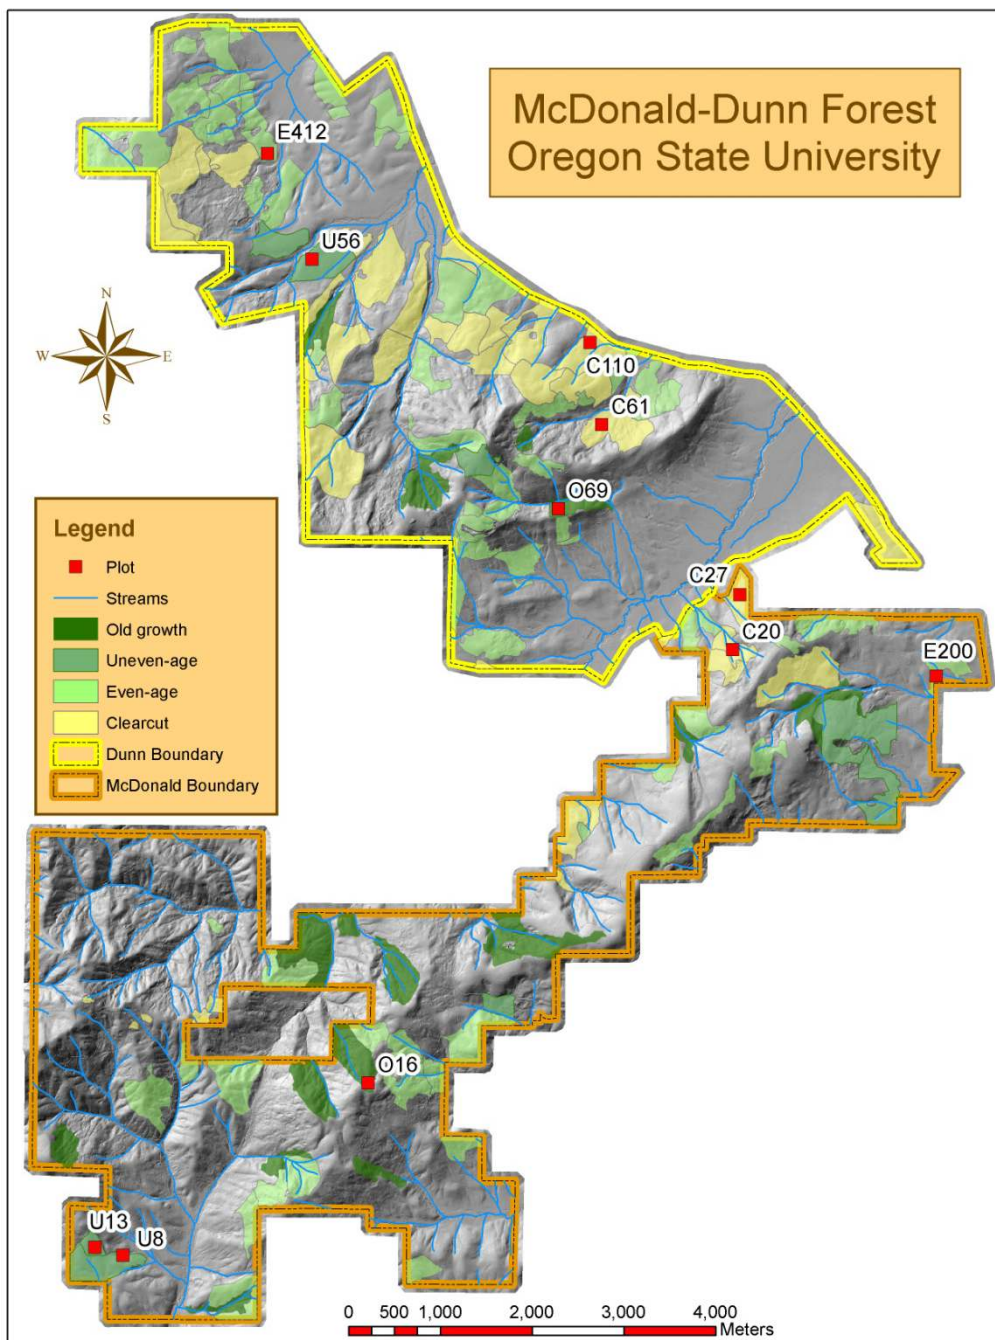 McDonald-Dunn Forest
Oregon State University
E412
U56
N
W E
S
C110
C61
O69
C27
C20
E200
Legend
Plot
Streams
Old growth
Uneven-age
Even-age
Clearcut
Dunn Boundary
McDonald Boundary
O16
U13
U8
0 500 1,000 2,000 3,000 4,000
Meters